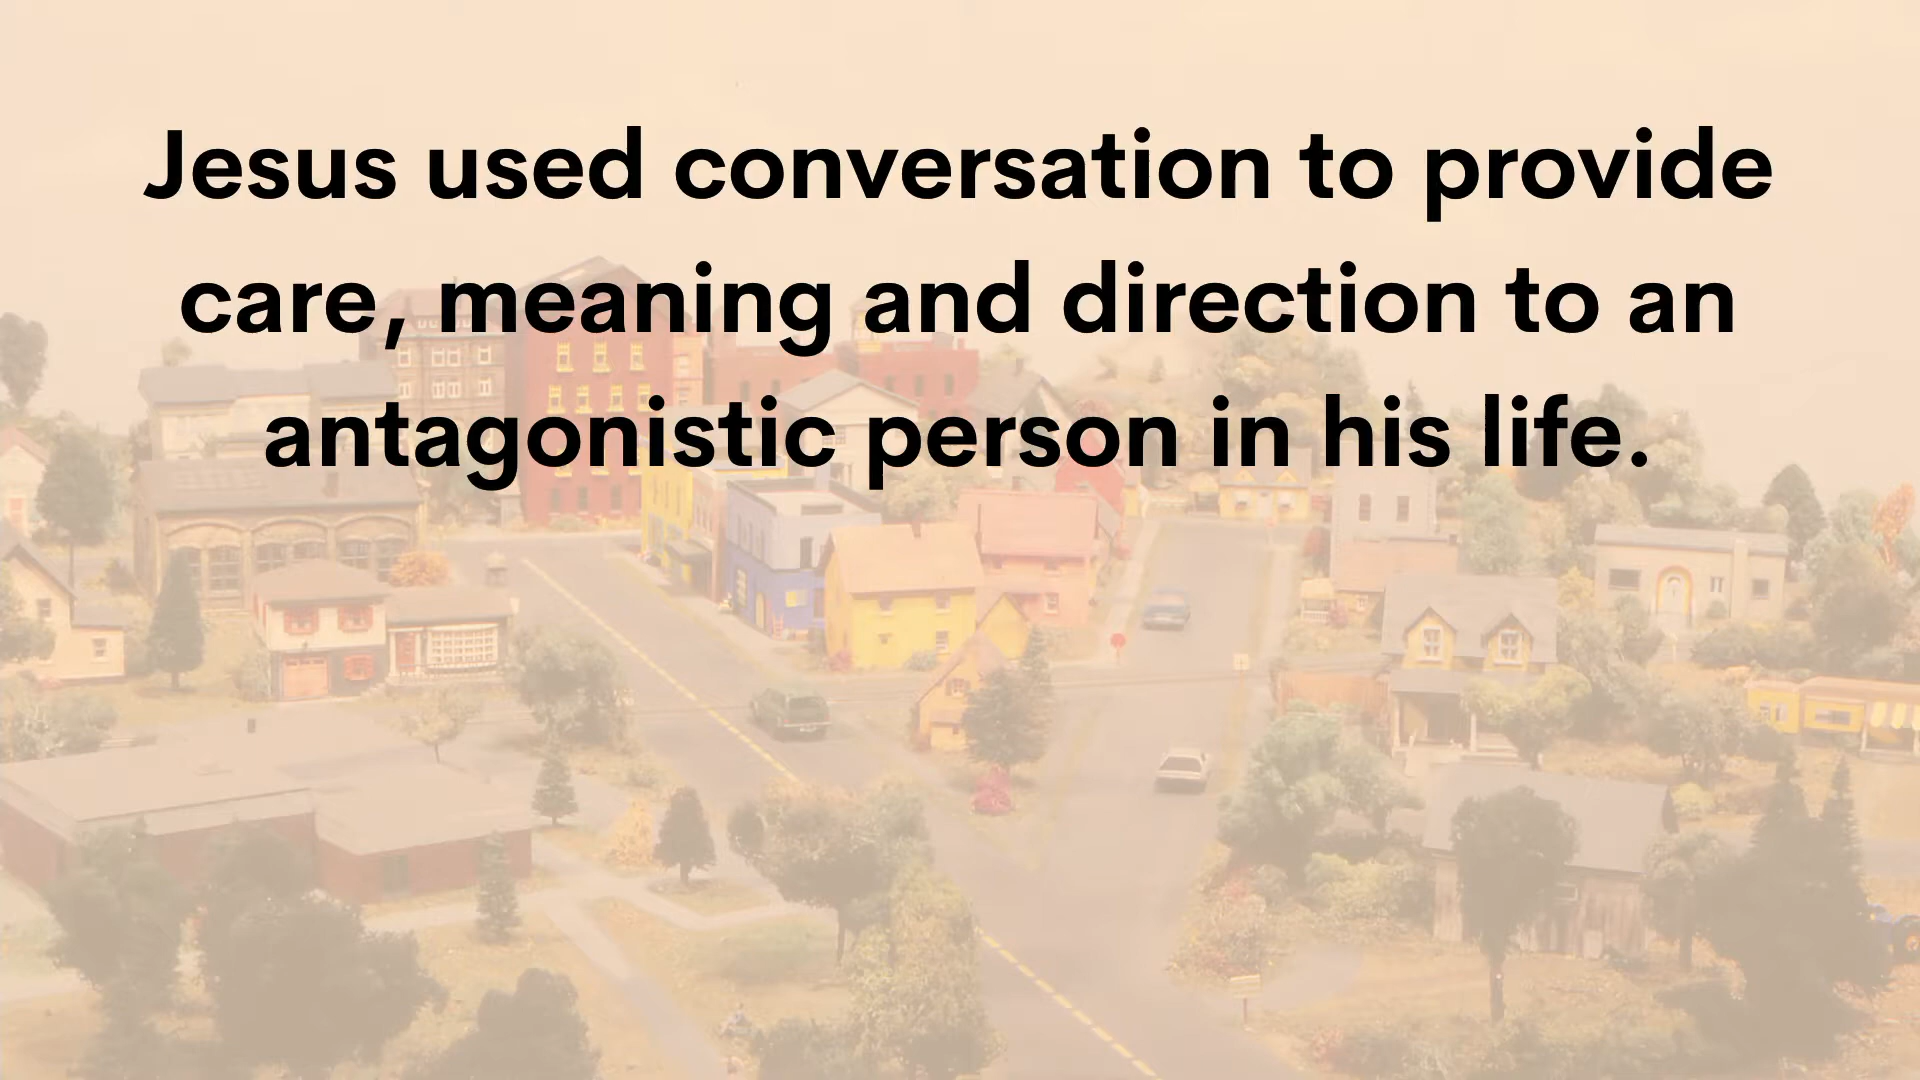 Jesus used conversation to provide
care, meaning and direction to an
antagonistic person in his life.